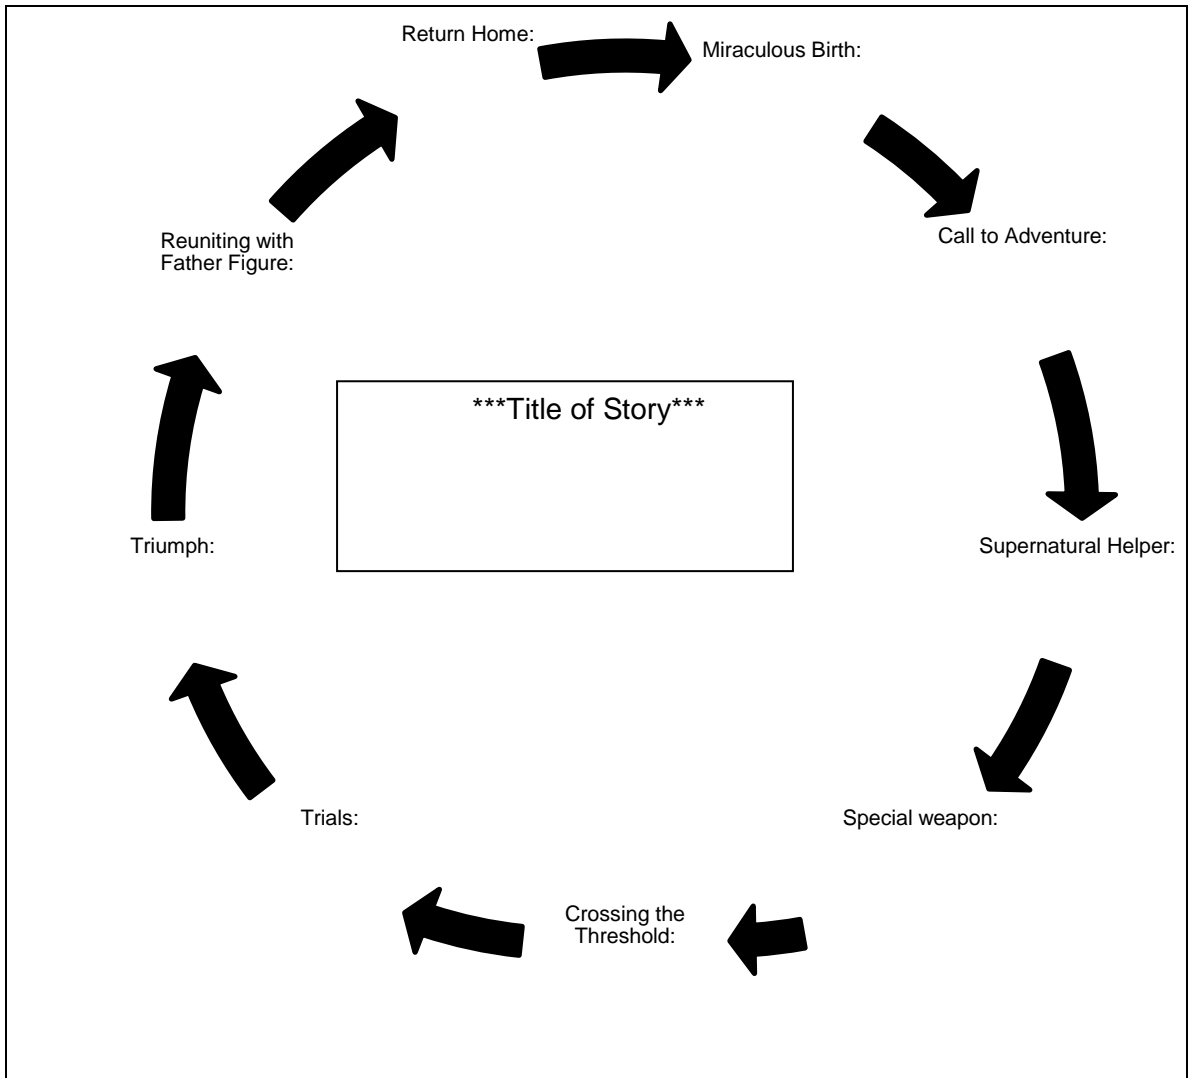 Return Home:
Miraculous Birth:
Call to Adventure:
Reuniting with
Father Figure:
***Title of Story***
Triumph:
Supernatural Helper:
Trials:
Special weapon:
Crossing the
Threshold: